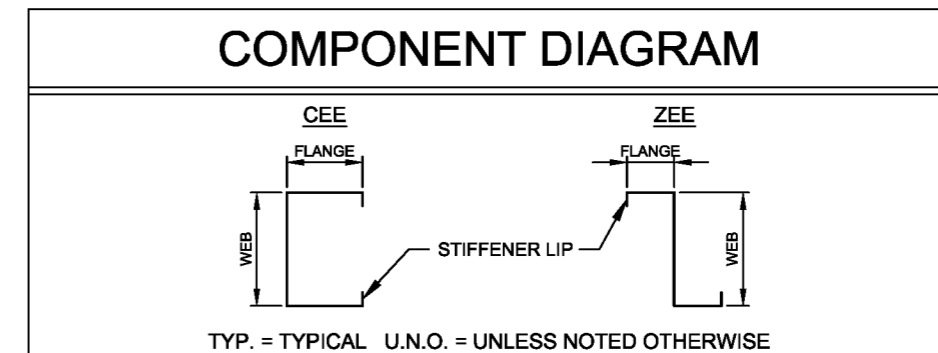 COMPONENT DIAGRAM
CEE
ZEE
FLANGE
FLANGE
WEB
STIFFENER LIP
WEB
TYP. = TYPICAL U.N.O. = UNLESS NOTED OTHERWISE